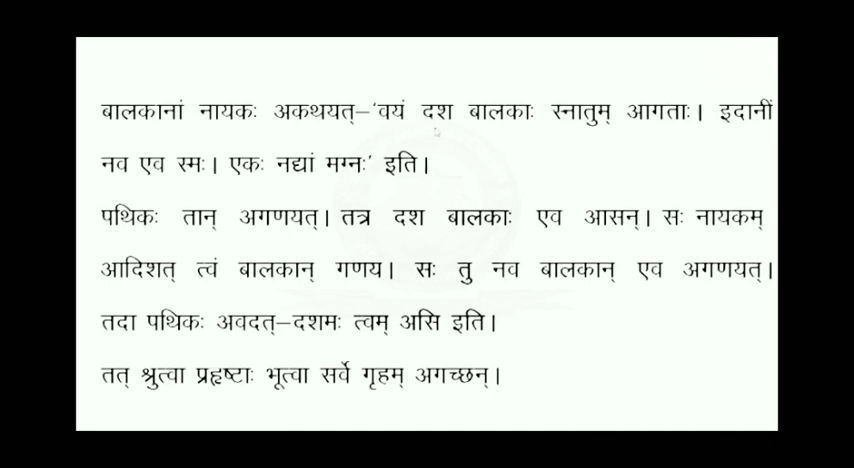 बालकानां नायकः अकथयत्–‘वयं दश बालकाः स्नातुम् आगताः। इदानीं
नव एव स्मः। एकः नद्यां मग्नः’ इति।
पथिकः तान् अगणयत्। तत्र दश बालकाः एव आसन्। सः नायकम्
आदिशत् त्वं बालकान् गणय। सः तु नव बालकान् एव अगणयत्।
तदा पथिकः अवदत्–दशमः त्वम् असि इति।
तत् श्रुत्वा प्रहृष्टाः भूत्वा सर्वे गृहम् अगच्छन्।